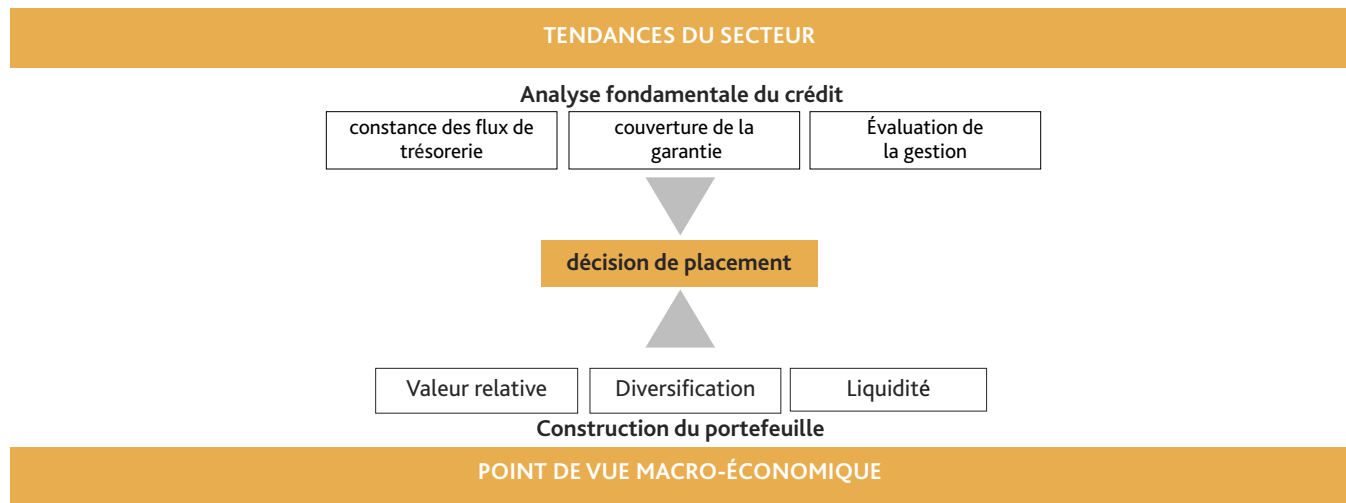 TENDANCES DU SECTEUR
Analyse fondamentale du crédit
constance des flux de
trésorerie
couverture de la
garantie
Évaluation de
la gestion
décision de placement
Valeur relative
Diversification
Liquidité
Construction du portefeuille
POINT DE VUE MACRO-ÉCONOMIQUE